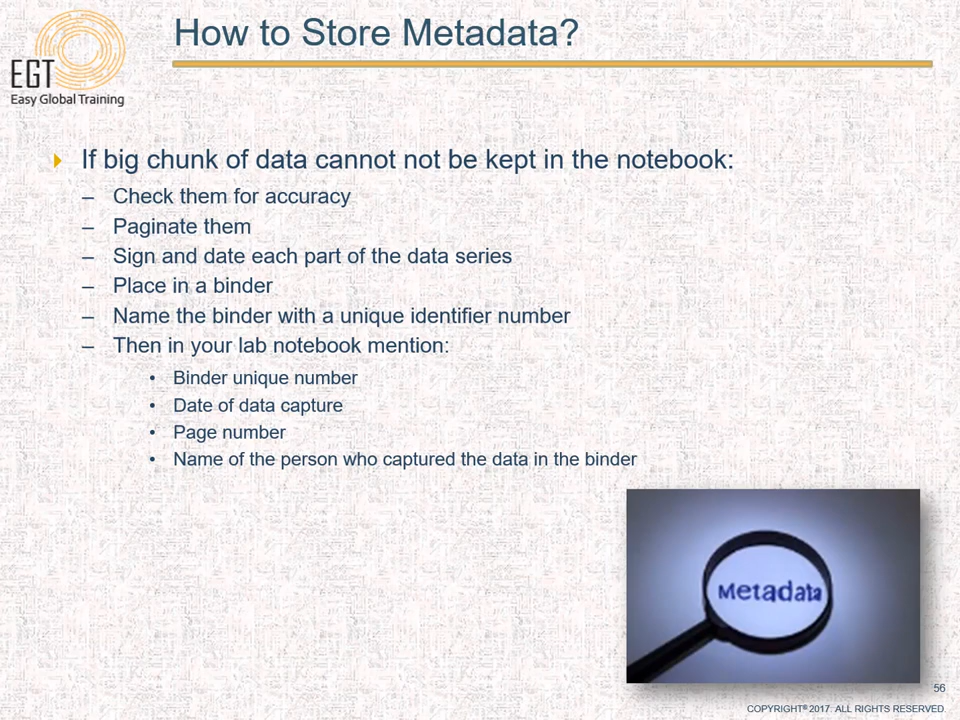 How to Store Metadata?
EGT
Easy Global Training
If big chunk of data cannot not be kept in the notebook:
– Check them for accuracy
– Paginate them
– Sign and date each part of the data series
– Place in a binder
– Name the binder with a unique identifier number
– Then in your lab notebook mention:
• Binder unique number
• Date of data capture
• Page number
• Name of the person who captured the data in the binder
Metadata
56
COPYRIGHT® 2017. ALL RIGHTS RESERVED.